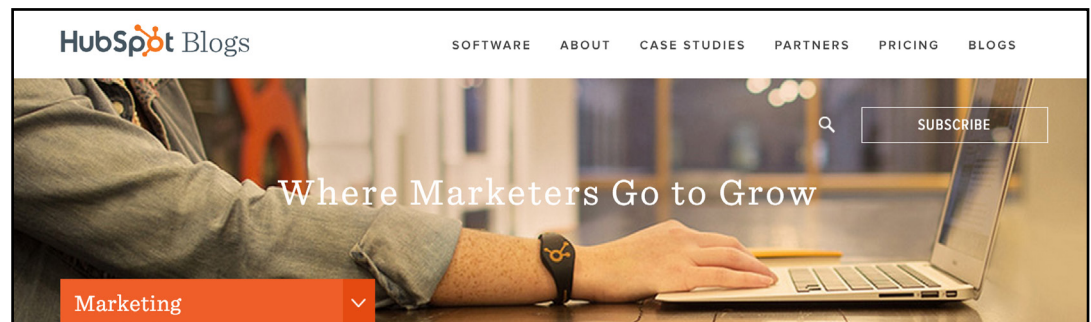 HubSpot Blogs
SOFTWARE ABOUT CASE STUDIES PARTNERS PRICING BLOGS
SUBSCRIBE
Where Marketers Go to Grow
Marketing